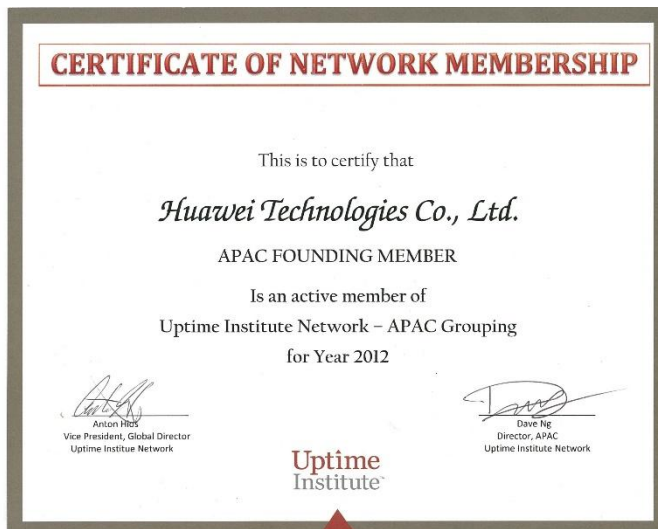 CERTIFICATE OF NETWORK MEMBERSHIP
This is to certify that
Huawei Technologies Co., Ltd.
APAC FOUNDING MEMBER
Is an active member of
Uptime Institute Network – APAC Grouping
for Year 2012
Anton
Vice President, Global Director
Uptime Institue Network
Dave Ng
Director, APAC
Uptime Institute Network
Uptime
Institute™